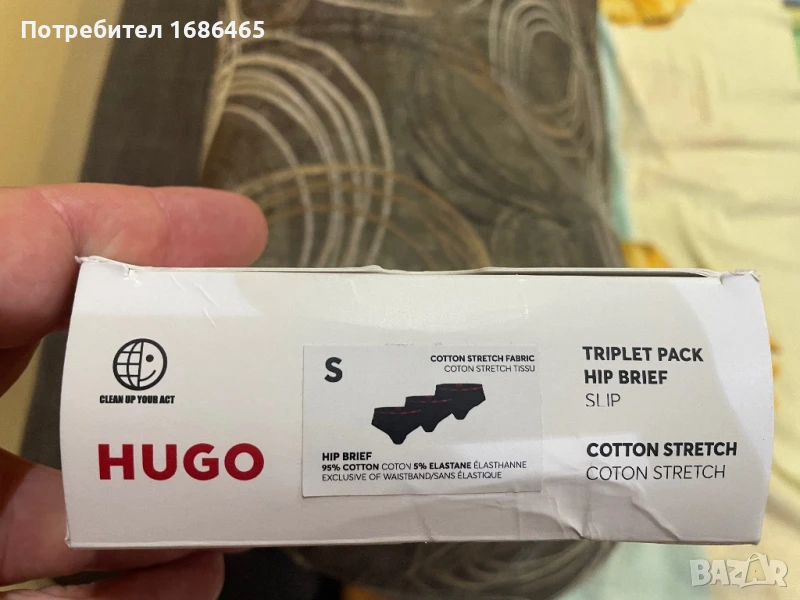 Потребител 1686465
CLEAN UP YOUR ACT
HUGO
S
COTTON STRETCH FABRIC
COTON STRETCH TISSU
HIP BRIEF
95% COTTON COTON 5% ELASTANE ÉLASTHANNE
EXCLUSIVE OF WAISTBAND/SANS ÉLASTIQUE
TRIPLET PACK
HIP BRIEF
SLIP
COTTON STRETCH
COTON STRETCH
BAZAR